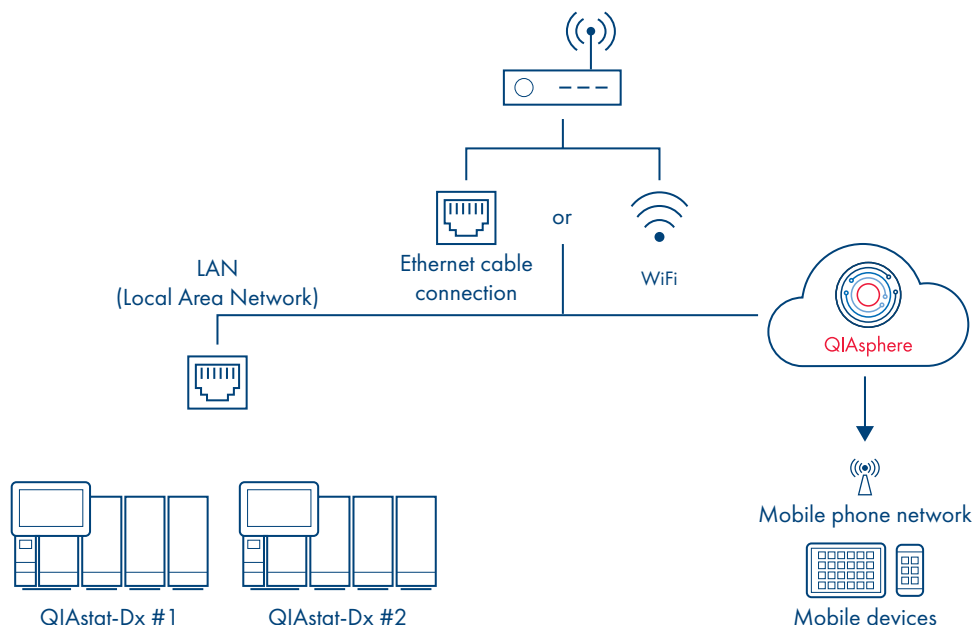 or
Ethernet cable
connection
WiFi
LAN
(Local Area Network)
QIAsphere
Mobile phone network
QIAstat-Dx #1
QIAstat-Dx #2
Mobile devices